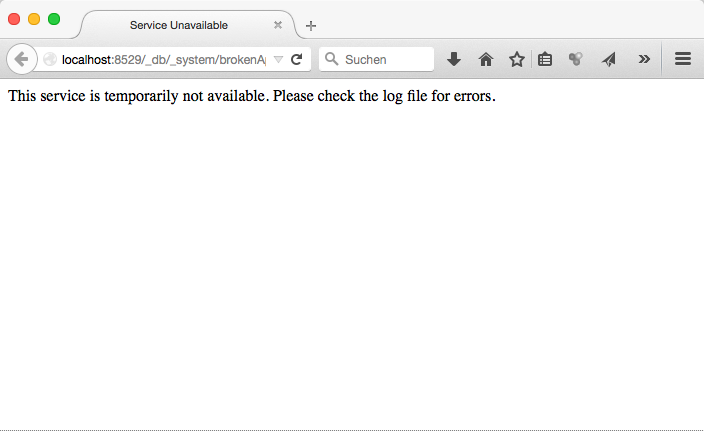 Service Unavailable
localhost:8529/_db/_system/brokenA
Suchen
This service is temporarily not available. Please check the log file for errors.